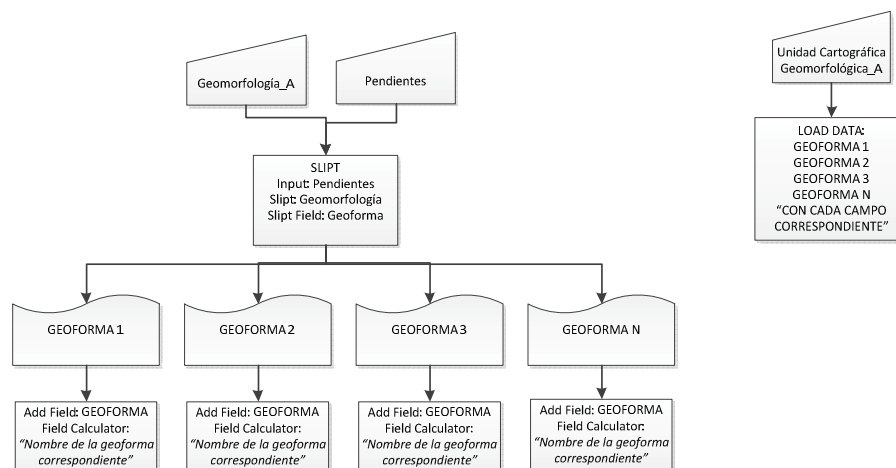 Geomorfología_A
Pendientes
SLIPT
Input: Pendientes
Slipt: Geomorfología
Slipt Field: Geoforma
GEOFORMA 1
GEOFORMA 2
GEOFORMA 3
GEOFORMA N
Add Field: GEOFORMA
Field Calculator:
“Nombre de la geoforma
correspondiente”
Add Field: GEOFORMA
Field Calculator:
“Nombre de la geoforma
correspondiente”
Add Field: GEOFORMA
Field Calculator:
“Nombre de la geoforma
correspondiente”
Add Field: GEOFORMA
Field Calculator:
“Nombre de la geoforma
correspondiente”
Unidad Cartográfica
Geomorfológica_A
LOAD DATA:
GEOFORMA 1
GEOFORMA 2
GEOFORMA 3
GEOFORMA N
“CON CADA CAMPO
CORRESPONDIENTE”